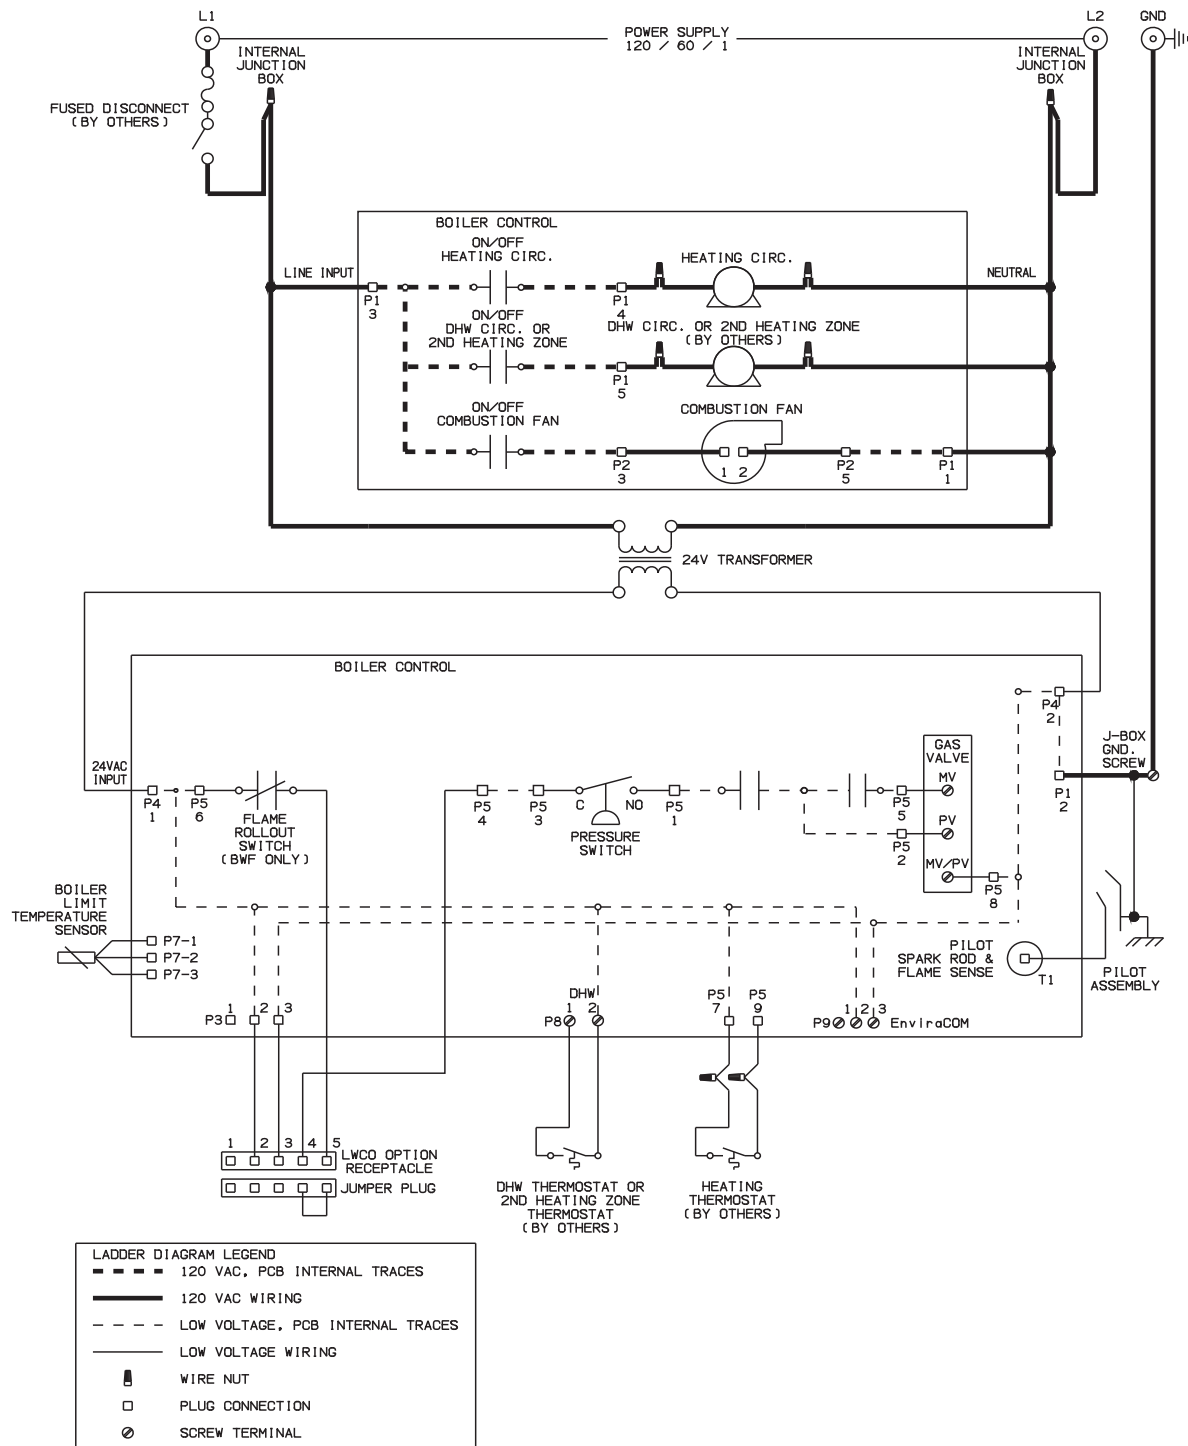 L1
L2
GND
POWER SUPPLY
120 / 60 / 1
INTERNAL
JUNCTION
BOX
INTERNAL
JUNCTION
BOX
FUSED DISCONNECT
(BY OTHERS)
BOILER CONTROL
ON/OFF
HEATING CIRC.
HEATING CIRC.
LINE INPUT
NEUTRAL
P1
3
P1
4
ON/OFF
DHW CIRC. OR
2ND HEATING ZONE
DHW CIRC. OR 2ND HEATING ZONE
(BY OTHERS)
P1
5
ON/OFF
COMBUSTION FAN
COMBUSTION FAN
P2
3
1 2
P2
5
P1
1
24V TRANSFORMER
BOILER CONTROL
P4
2
J-BOX
GND.
SCREW
24VAC
INPUT
GAS
VALVE
MV
P4
1
P5
6
FLAME
ROLLOUT
SWITCH
(BWF ONLY)
P5
4
P5
3
C
NO
PRESSURE
SWITCH
P5
1
P5
5
PV
P5
2
MV/PV
P5
8
P1
2
BOILER
LIMIT
TEMPERATURE
SENSOR
P7-1
P7-2
P7-3
PILOT
SPARK ROD &
FLAME SENSE
T1
PILOT
ASSEMBLY
P3
1 2 3
DHW
1 2
P8
P5
7
P5
9
1 2 3
P9
EnviraCOM
1 2 3 4 5
LWCO OPTION
RECEPTACLE
JUMPER PLUG
DHW THERMOSTAT OR
2ND HEATING ZONE
THERMOSTAT
(BY OTHERS)
HEATING
THERMOSTAT
(BY OTHERS)
LADDER DIAGRAM LEGEND
120 VAC, PCB INTERNAL TRACES
120 VAC WIRING
LOW VOLTAGE, PCB INTERNAL TRACES
LOW VOLTAGE WIRING
WIRE NUT
PLUG CONNECTION
SCREW TERMINAL